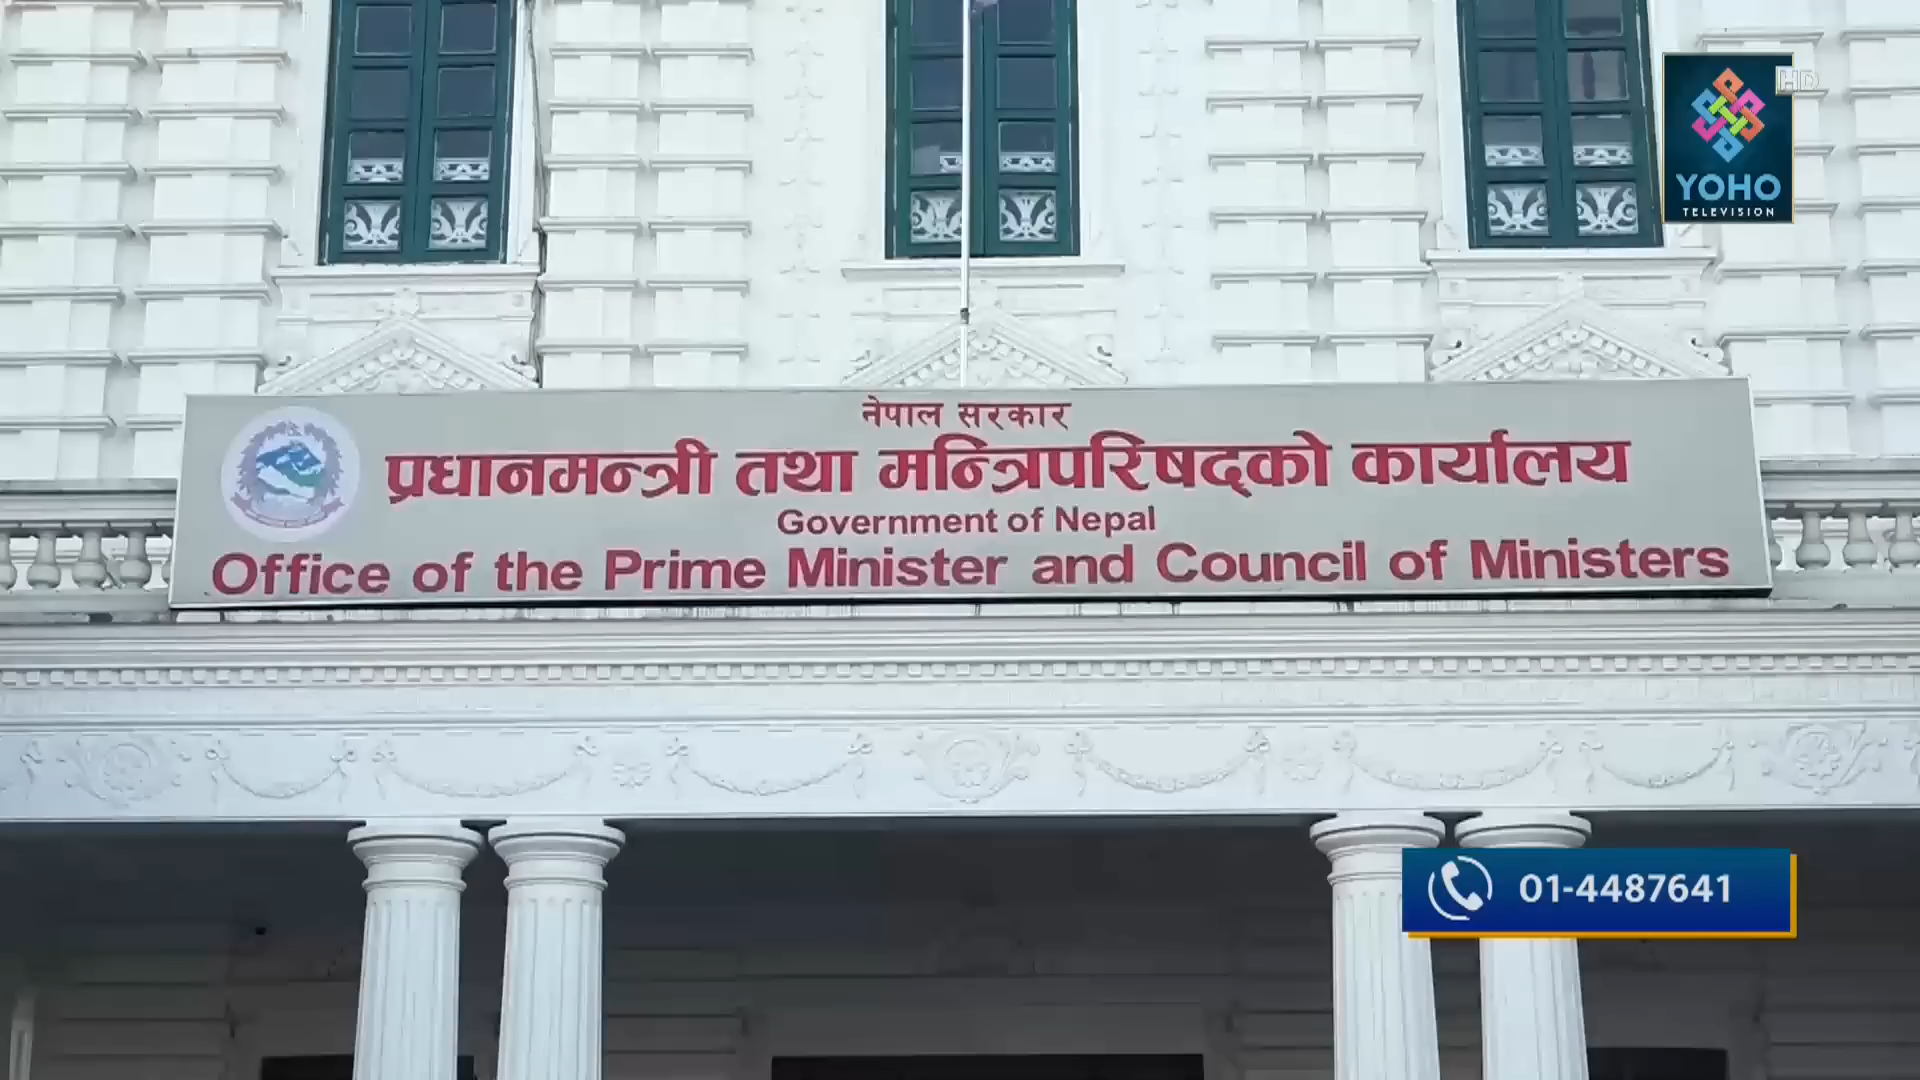 HD
YOHO
TELEVISION
नेपाल सरकार
प्रधानमन्त्री तथा मन्त्रिपरिषद्को कार्यालय
Government of Nepal
Office of the Prime Minister and Council of Ministers
01-4487641